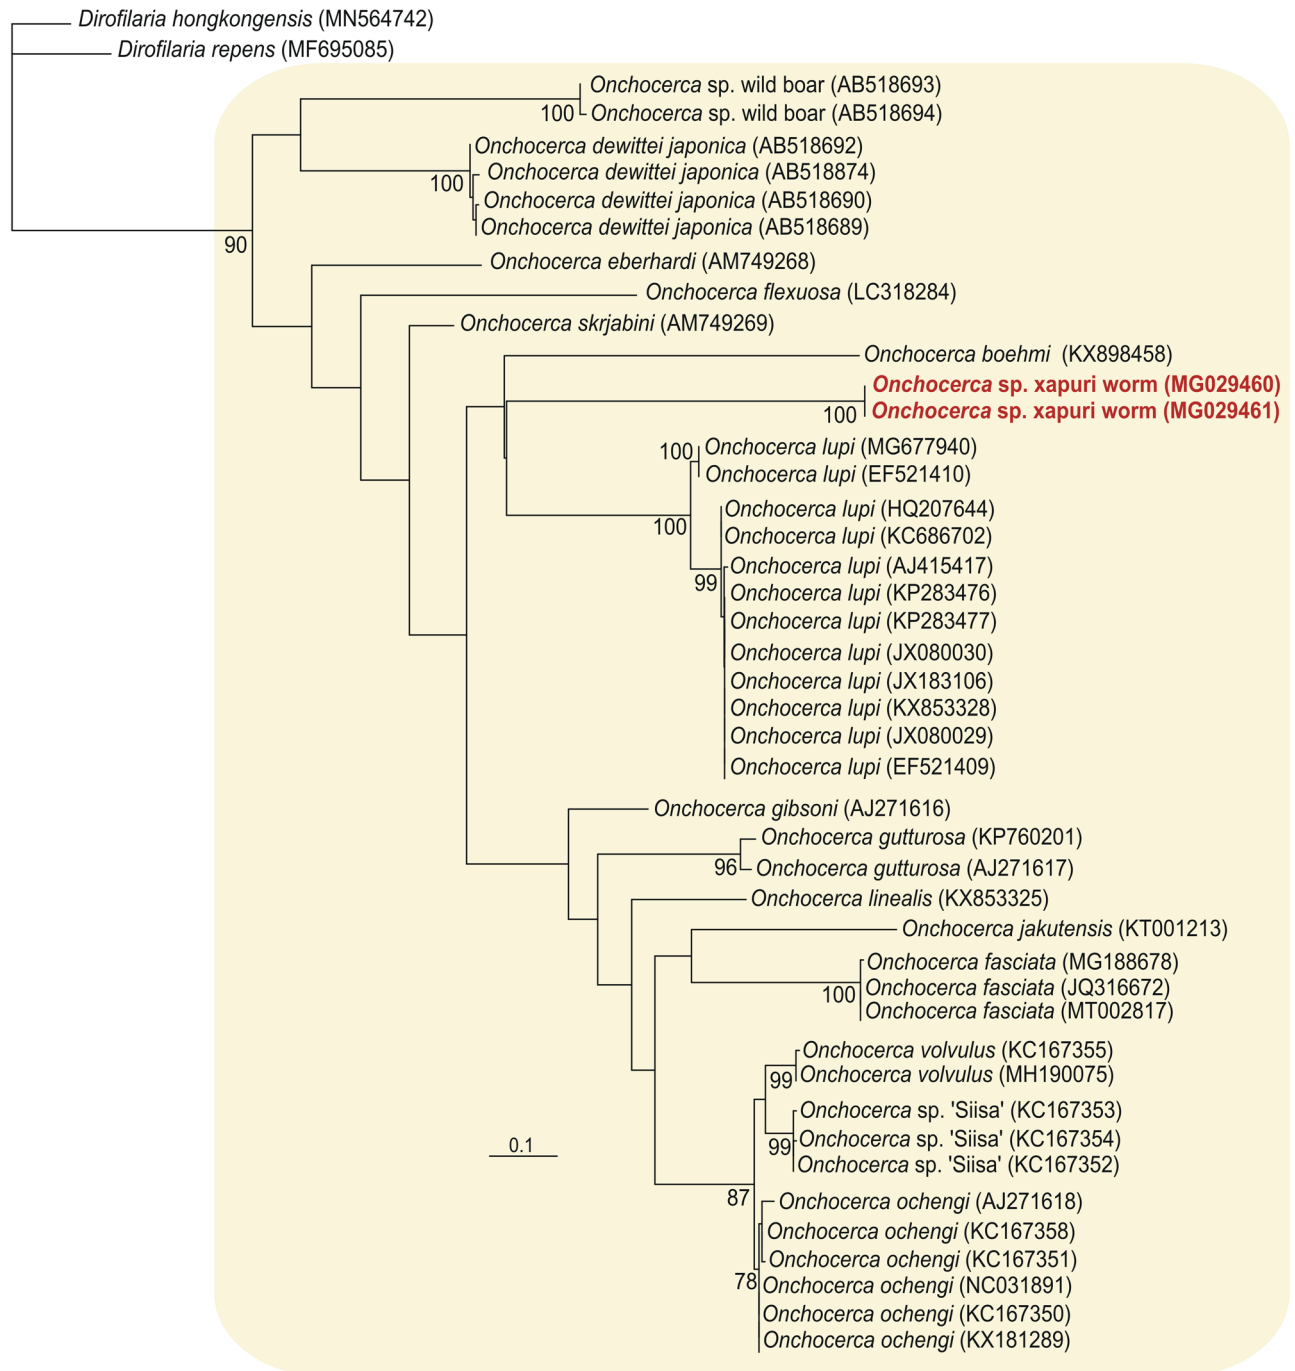 Dirofilaria hongkongensis (MN564742)
Dirofilaria repens (MF695085)
Onchocerca sp. wild boar (AB518693)
100 Onchocerca sp. wild boar (AB518694)
Onchocerca dewittei japonica (AB518692)
Onchocerca dewittei japonica (AB518874)
100
Onchocerca dewittei japonica (AB518690)
Onchocerca dewittei japonica (AB518689)
90
Onchocerca eberhardi (AM749268)
Onchocerca flexuosa (LC318284)
Onchocerca skrjabini (AM749269)
Onchocerca boehmi (KX898458)
Onchocerca sp. xapuri worm (MG029460)
100 Onchocerca sp. xapuri worm (MG029461)
100 Onchocerca lupi (MG677940)
Onchocerca lupi (EF521410)
Onchocerca lupi (HQ207644)
100
Onchocerca lupi (KC686702)
Onchocerca lupi (AJ415417)
99
Onchocerca lupi (KP283476)
Onchocerca lupi (KP283477)
Onchocerca lupi (JX080030)
Onchocerca lupi (JX183106)
Onchocerca lupi (KX853328)
Onchocerca lupi (JX080029)
Onchocerca lupi (EF521409)
Onchocerca gibsoni (AJ271616)
Onchocerca gutturosa (KP760201)
96 Onchocerca gutturosa (AJ271617)
Onchocerca linealis (KX853325)
Onchocerca jakutensis (KT001213)
Onchocerca fasciata (MG188678)
100 Onchocerca fasciata (JQ316672)
Onchocerca fasciata (MT002817)
Onchocerca volvulus (KC167355)
99 Onchocerca volvulus (MH190075)
Onchocerca sp. 'Siisa' (KC167353)
0.1
99 Onchocerca sp. 'Siisa' (KC167354)
Onchocerca sp. 'Siisa' (KC167352)
87
Onchocerca ochengi (AJ271618)
Onchocerca ochengi (KC167358)
Onchocerca ochengi (KC167351)
78 Onchocerca ochengi (NC031891)
Onchocerca ochengi (KC167350)
Onchocerca ochengi (KX181289)